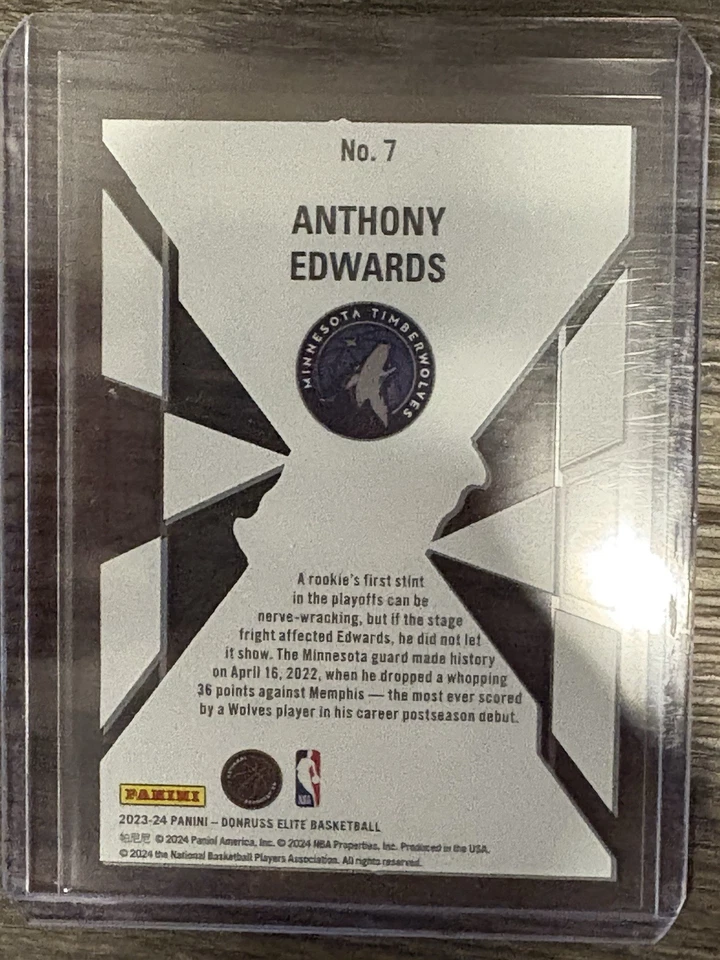 No. 7
ANTHONY
EDWARDS
MINNESOTA TIMBERWOLVES
A rookie's first stint
in the playoffs can be
nerve-wracking, but if the stage
fright affected Edwards, he did not let
it show. The Minnesota guard made history
on April 16, 2022, when he dropped a whopping
36 points against Memphis — the most ever scored
by a Wolves player in his career postseason debut.
PANINI
NBA
2023-24 PANINI – DONRUSS ELITE BASKETBALL
帕尼尼 © 2024 Panini America, Inc. © 2024 NBA Properties, Inc. Produced in the USA.
© 2024 the National Basketball Players Association. All rights reserved.